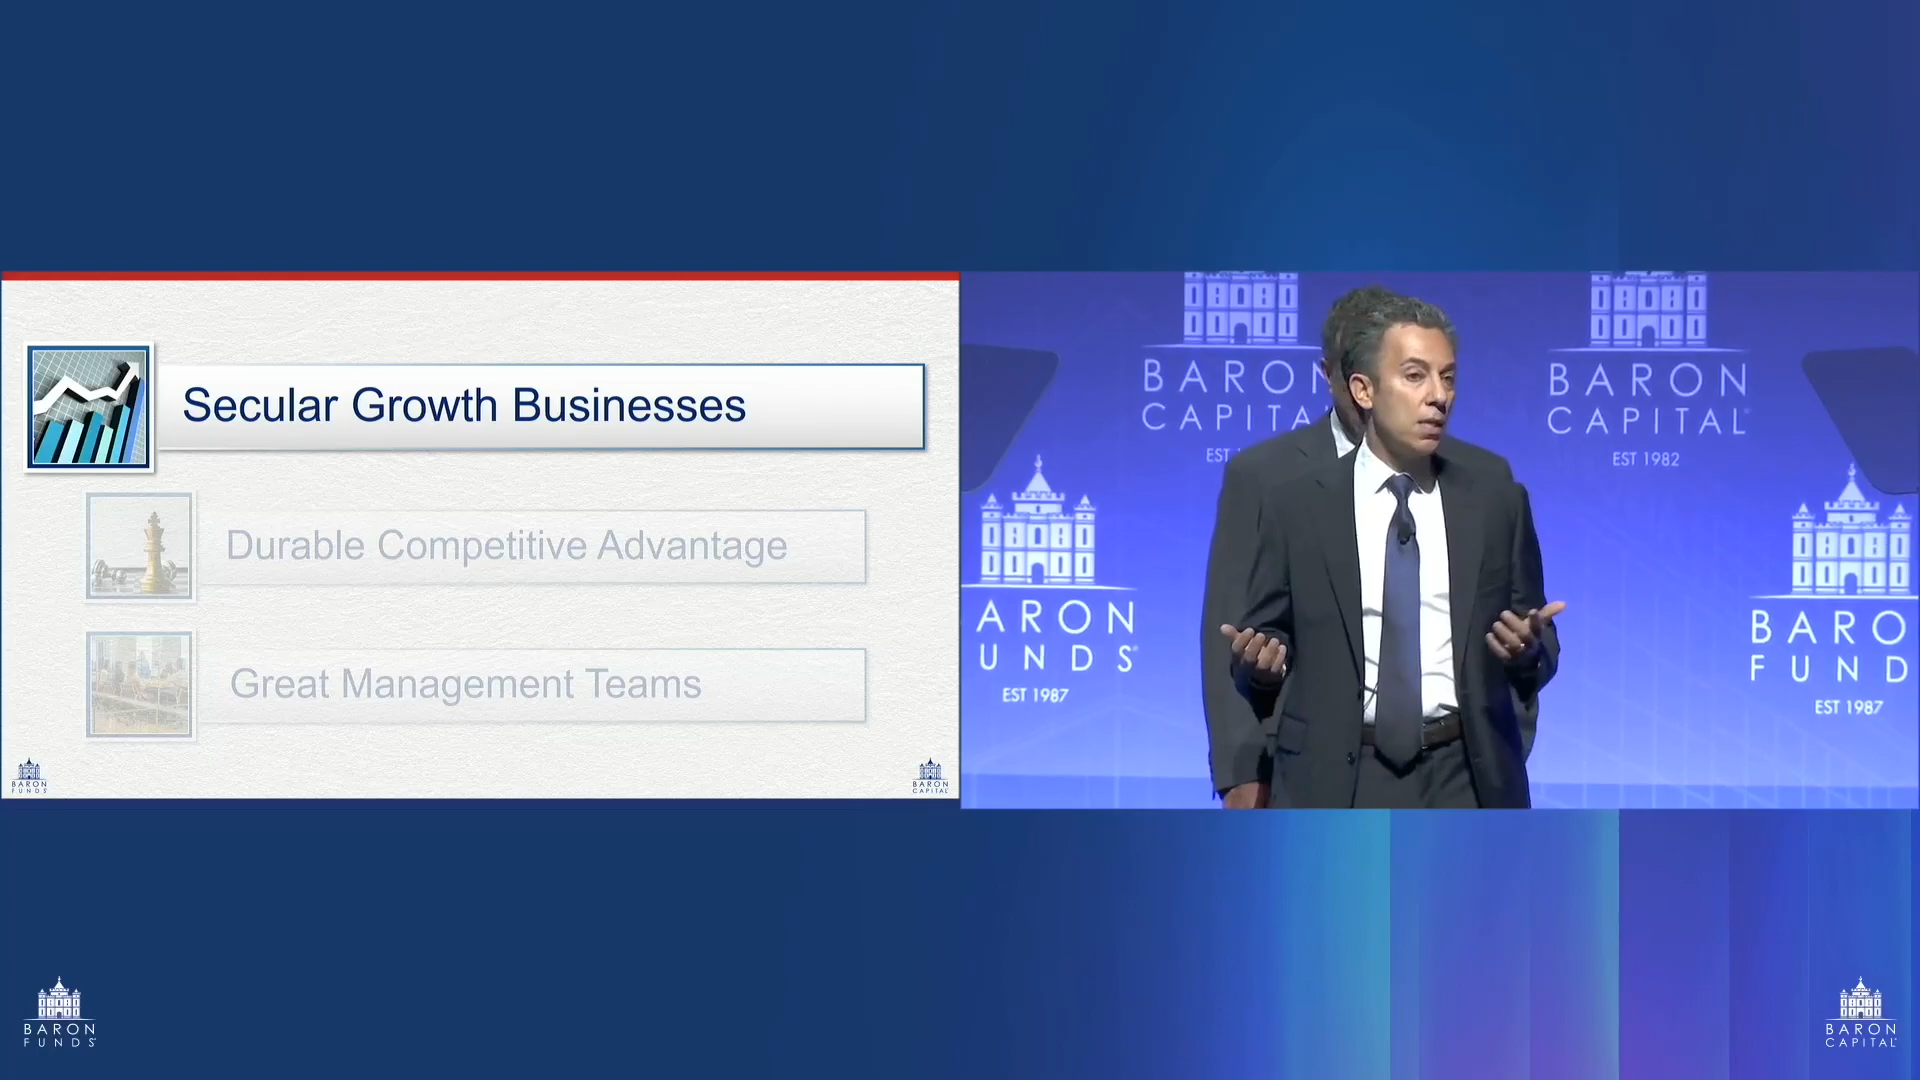 Secular Growth Businesses
Durable Competitive Advantage
Great Management Teams
BARON
FUNDS
BARON
CAPITAL
BARON
CAPITAL
EST
BARON
CAPITAL
EST 1982
ARON
UNDS
EST 1987
BARO
FUND
EST 1987
BARON
FUNDS
BARON
CAPITAL